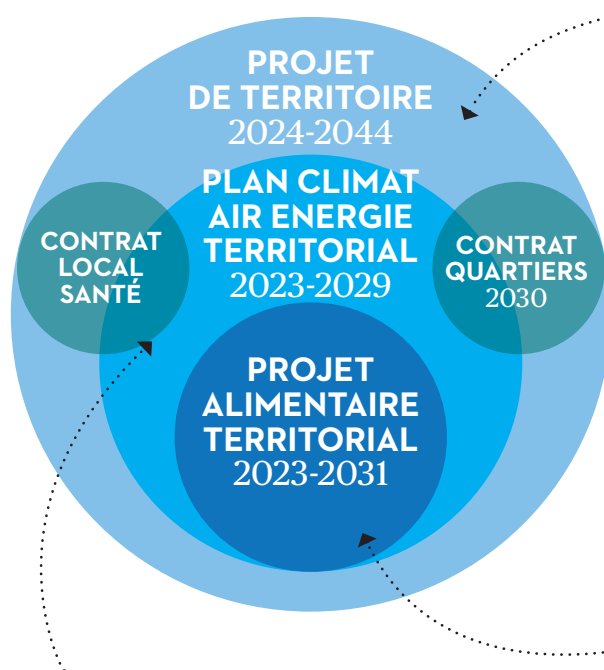 PROJET
DE TERRITOIRE
2024-2044
PLAN CLIMAT
AIR ENERGIE
TERRITORIAL
2023-2029
CONTRAT
LOCAL
SANTÉ
CONTRAT
QUARTIERS
2030
PROJET
ALIMENTAIRE
TERRITORIAL
2023-2031